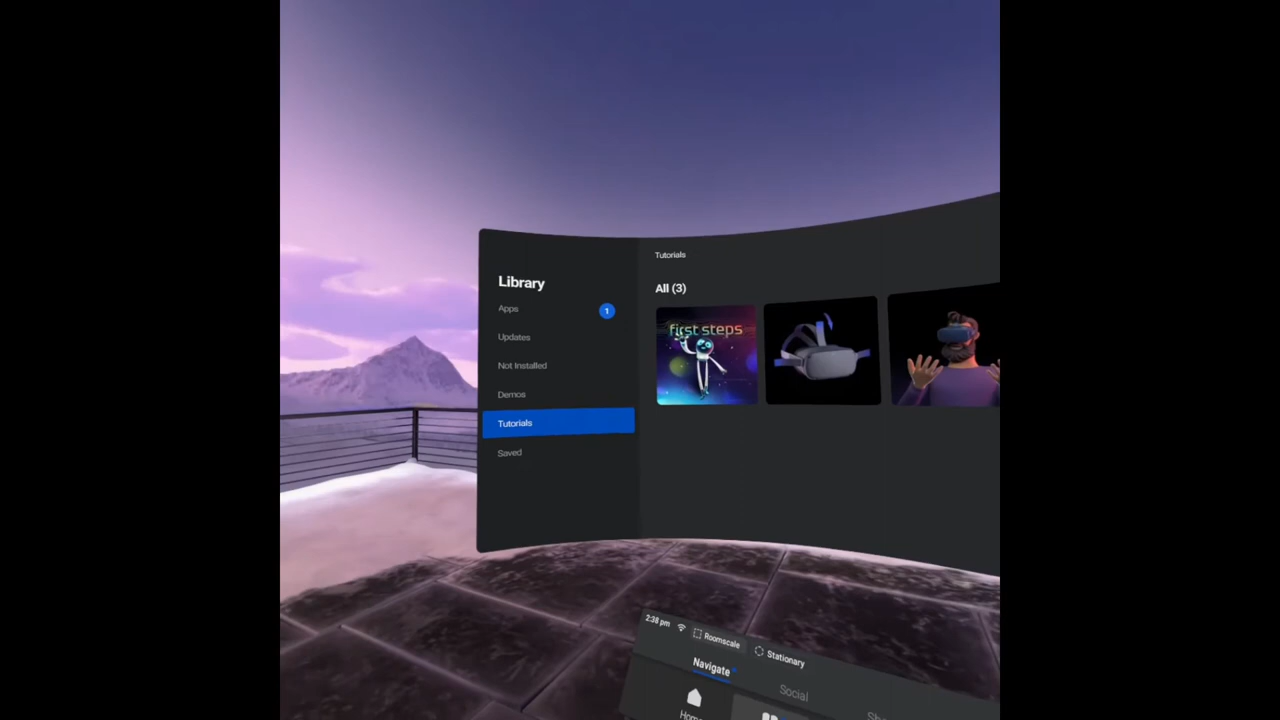 Library
Apps
1
Updates
Not Installed
Demos
Tutorials
Saved
Tutorials
All (3)
first steps
2:38 pm
Roomscale
Stationary
Navigate
Social